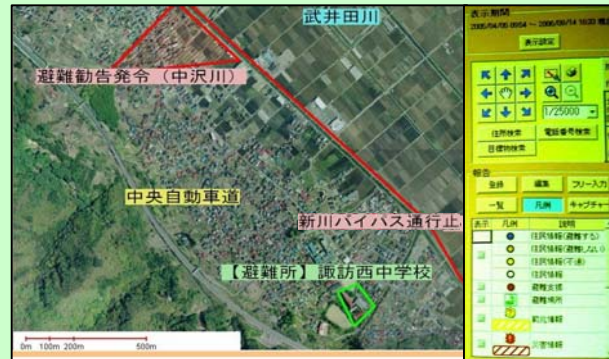 武井田川
避難勧告発令（中沢川）
中央自動車道
新川バイパス通行止
【避難所】諏訪西中学校
0m 100m 200m 500m
表示期間
表示設定
1/25000
住所検索 電話番号検索
目標物検索
報告
登録 編集 フリー入力
一覧 凡例 キャプチャー
表示 凡例 説明
住民情報(避難する)
住民情報(避難しない)
住民情報(不通)
住民情報
避難支援
避難場所
災害情報